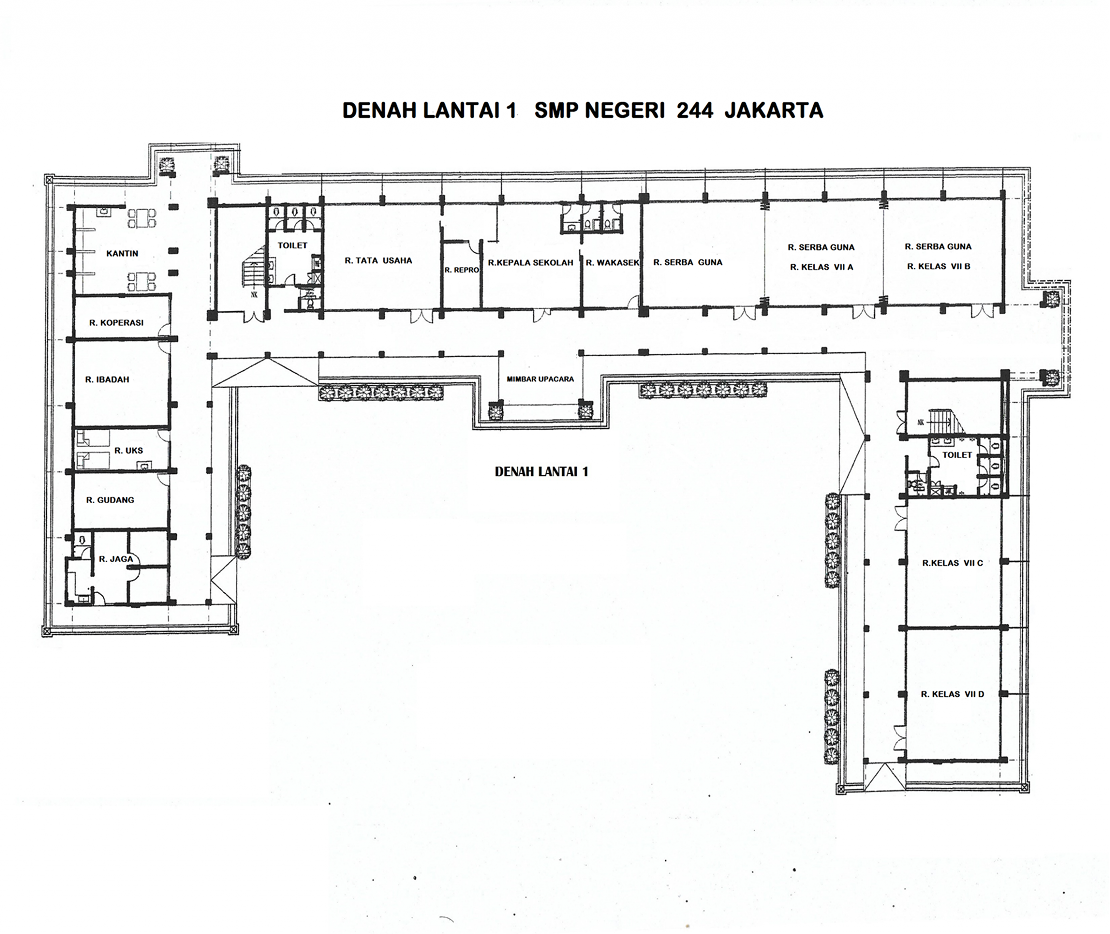 DENAH LANTAI 1 SMP NEGERI 244 JAKARTA
KANTIN
TOILET
R. TATA USAHA
R. REPRO
R.KEPALA SEKOLAH
R. WAKASEK
R. SERBA GUNA
R. SERBA GUNA
R. KELAS VII A
R. SERBA GUNA
R. KELAS VII B
NK
R. KOPERASI
R. IBADAH
MIMBAR UPACARA
R. UKS
R. GUDANG
R. JAGA
DENAH LANTAI 1
NK
TOILET
R.KELAS VII C
R. KELAS VII D